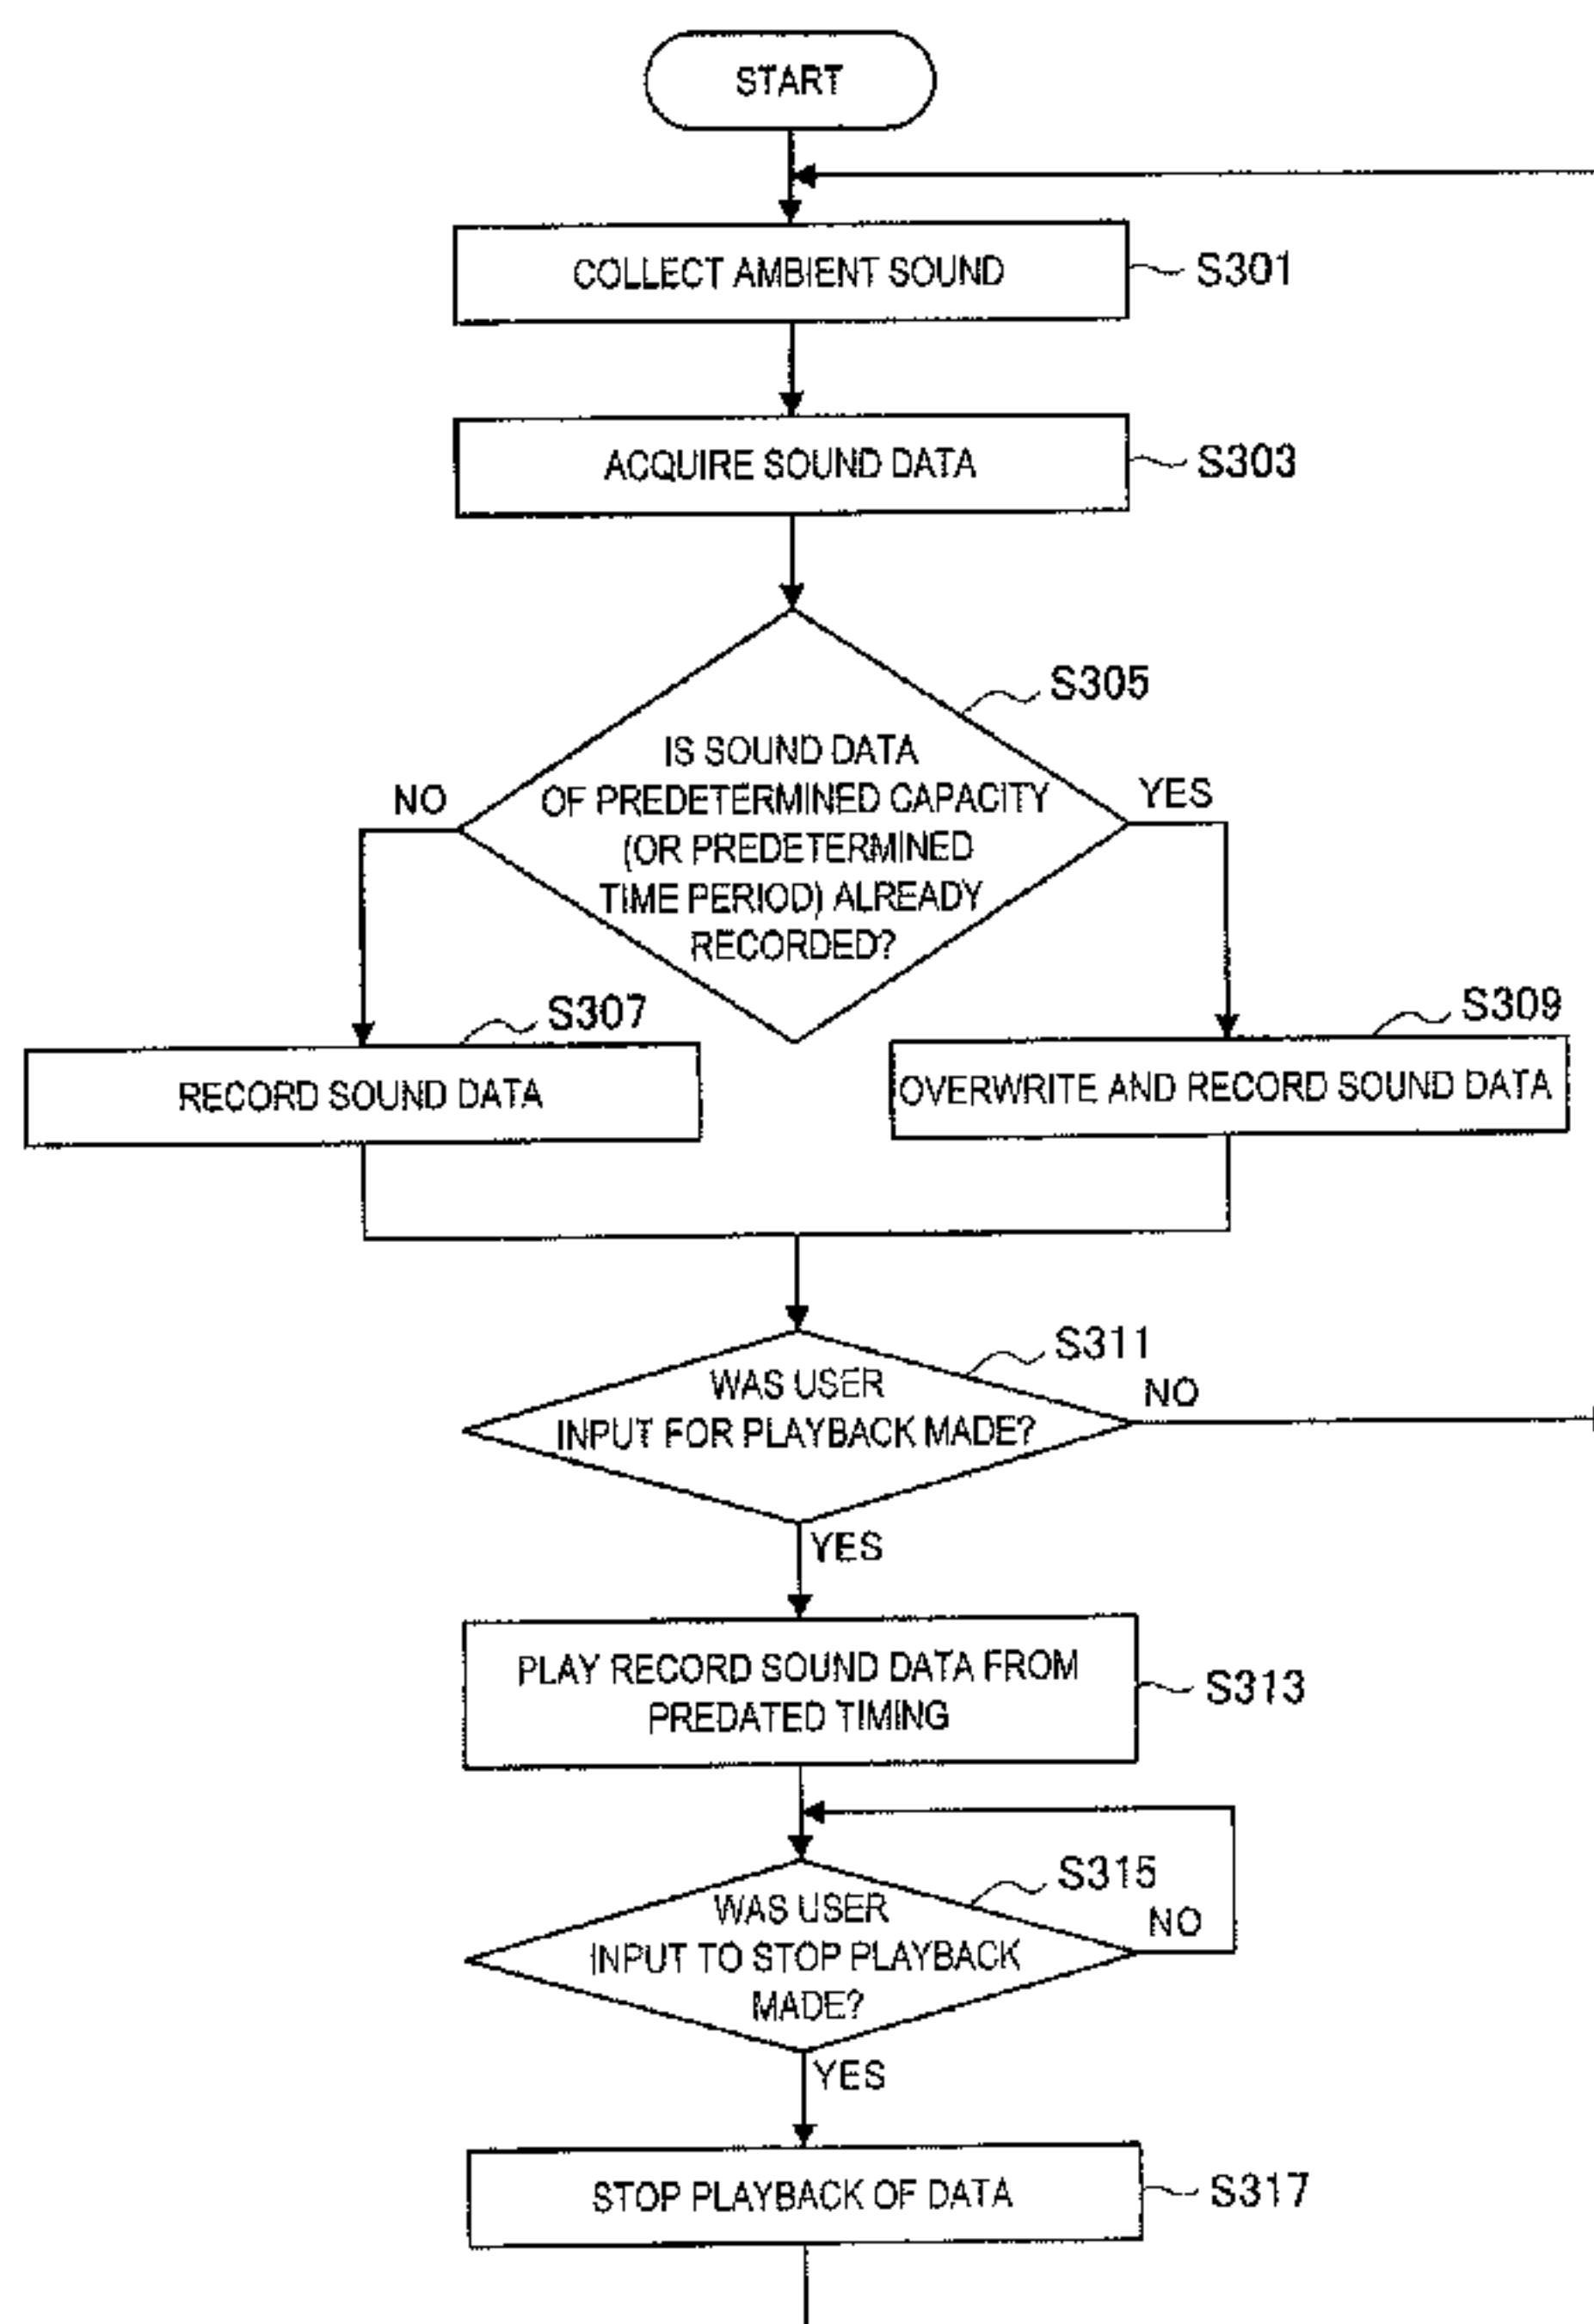 START
COLLECT AMBIENT SOUND
S301
ACQUIRE SOUND DATA
S303
S305
IS SOUND DATA
OF PREDETERMINED CAPACITY
(OR PREDETERMINED
TIME PERIOD) ALREADY
RECORDED?
NO
YES
S307
RECORD SOUND DATA
S309
OVERWRITE AND RECORD SOUND DATA
S311
WAS USER
INPUT FOR PLAYBACK MADE?
NO
YES
PLAY RECORD SOUND DATA FROM
PREDATED TIMING
S313
S315
WAS USER
INPUT TO STOP PLAYBACK
MADE?
NO
YES
STOP PLAYBACK OF DATA
S317